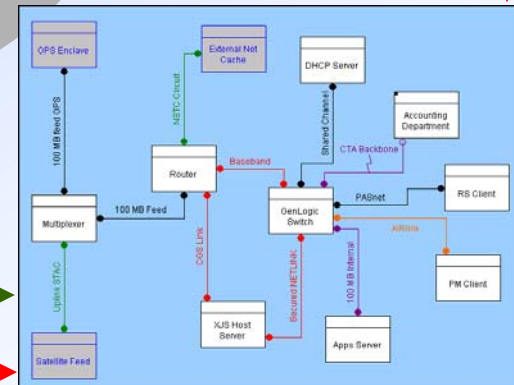 OPS Enclave
External Net
Cache
DHCP Server
Accounting
Department
100 MB feed OPS
NSTC Circuit
Shared Channel
CTA Backbone
Router
Baseband
PABnet
RS Client
Multiplexer
100 MB Feed
GenLogic
Switch
COS Link
Secured NETLINK
100 MB Internal
PM Client
Uplink STAC
XJS Host
Server
Apps Server
Satellite Feed